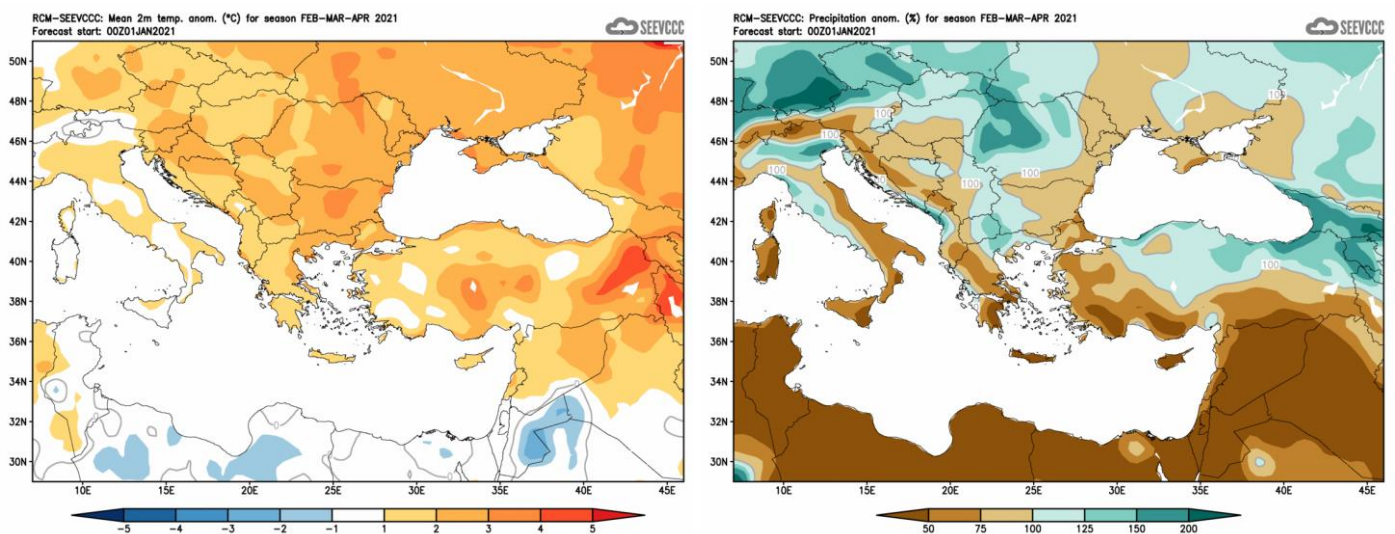 RCM-SEEVCCC: Mean 2m temp. anom. (°C) for season FEB-MAR-APR 2021
Forecast start: 00Z01JAN2021
SEEVCCC
50N
48N
46N
44N
42N
40N
38N
36N
34N
32N
30N
0
0
10E 15E 20E 25E 30E 35E 40E 45E
-5 -4 -3 -2 -1 1 2 3 4 5
RCM-SEEVCCC: Precipitation anom. (%) for season FEB-MAR-APR 2021
Forecast start: 00Z01JAN2021
SEEVCCC
50N
48N
46N
44N
42N
40N
38N
36N
34N
32N
30N
100
100
100
100
100
100
100
100
10E 15E 20E 25E 30E 35E 40E 45E
50 75 100 125 150 200